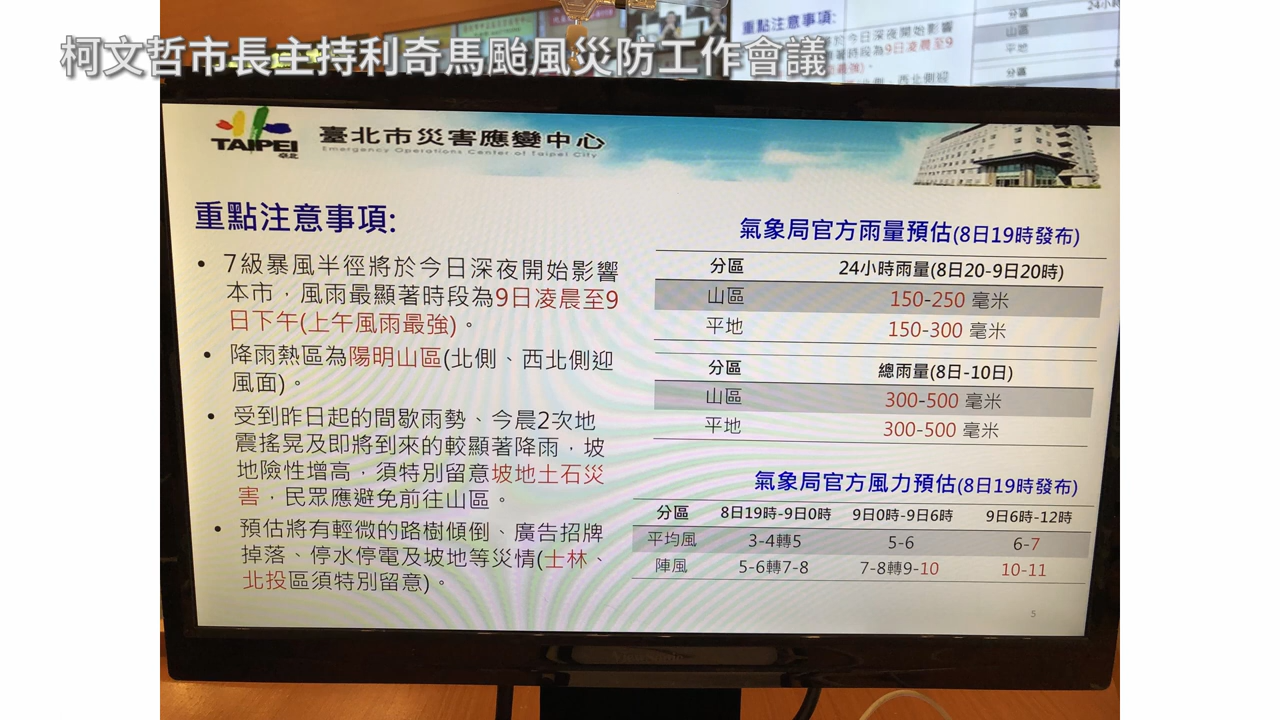 柯文哲市長主持利奇馬颱風災防工作會議
重點注意事項:
分區
山區
平地
分區
TAIPEI
臺北
臺北市災害應變中心
Emergency Operations Center of Taipei City
重點注意事項:
• 7級暴風半徑將於今日深夜開始影響
本市，風雨最顯著時段為9日凌晨至9
日下午(上午風雨最強)。
• 降雨熱區為陽明山區(北側、西北側迎
風面)。
• 受到昨日起的間歇雨勢、今晨2次地
震搖晃及即將到來的較顯著降雨，坡
地險性增高，須特別留意坡地土石災
害，民眾應避免前往山區。
• 預估將有輕微的路樹傾倒、廣告招牌
掉落、停水停電及坡地等災情(士林、
北投區須特別留意)。
氣象局官方雨量預估(8日19時發布)
分區 24小時雨量(8日20-9日20時)
山區 150-250 毫米
平地 150-300 毫米
分區 總雨量(8日-10日)
山區 300-500 毫米
平地 300-500 毫米
氣象局官方風力預估(8日19時發布)
分區 8日19時-9日0時 9日0時-9日6時 9日6時-12時
平均風 3-4轉5 5-6 6-7
陣風 5-6轉7-8 7-8轉9-10 10-11
5